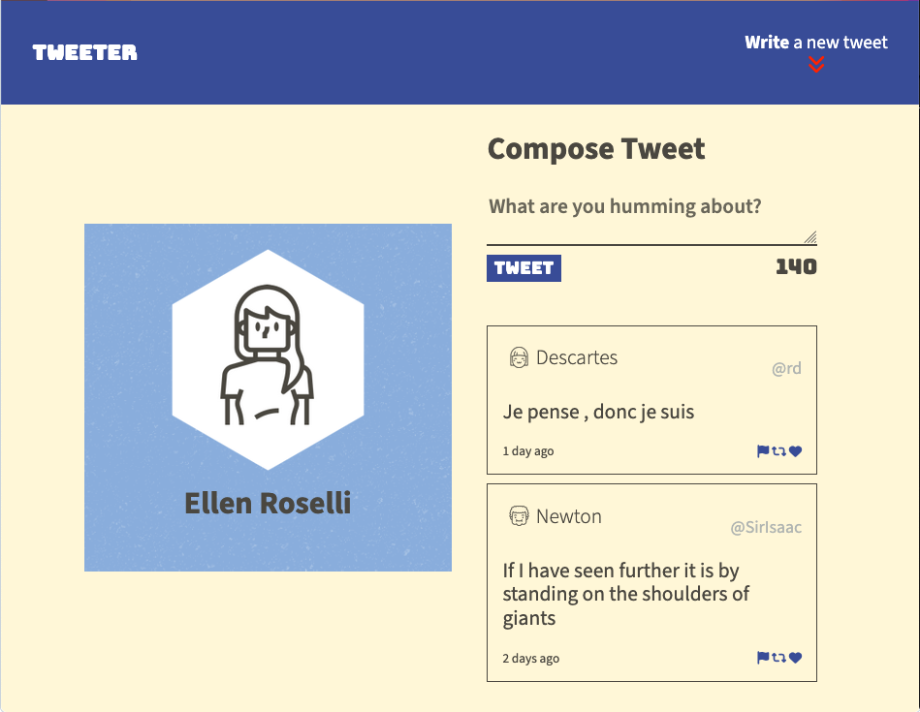 TWEETER
Write a new tweet
Ellen Roselli
Compose Tweet
What are you humming about?
TWEET
140
Descartes
@rd
Je pense , donc je suis
1 day ago
Newton
@SirIsaac
If I have seen further it is by
standing on the shoulders of
giants
2 days ago